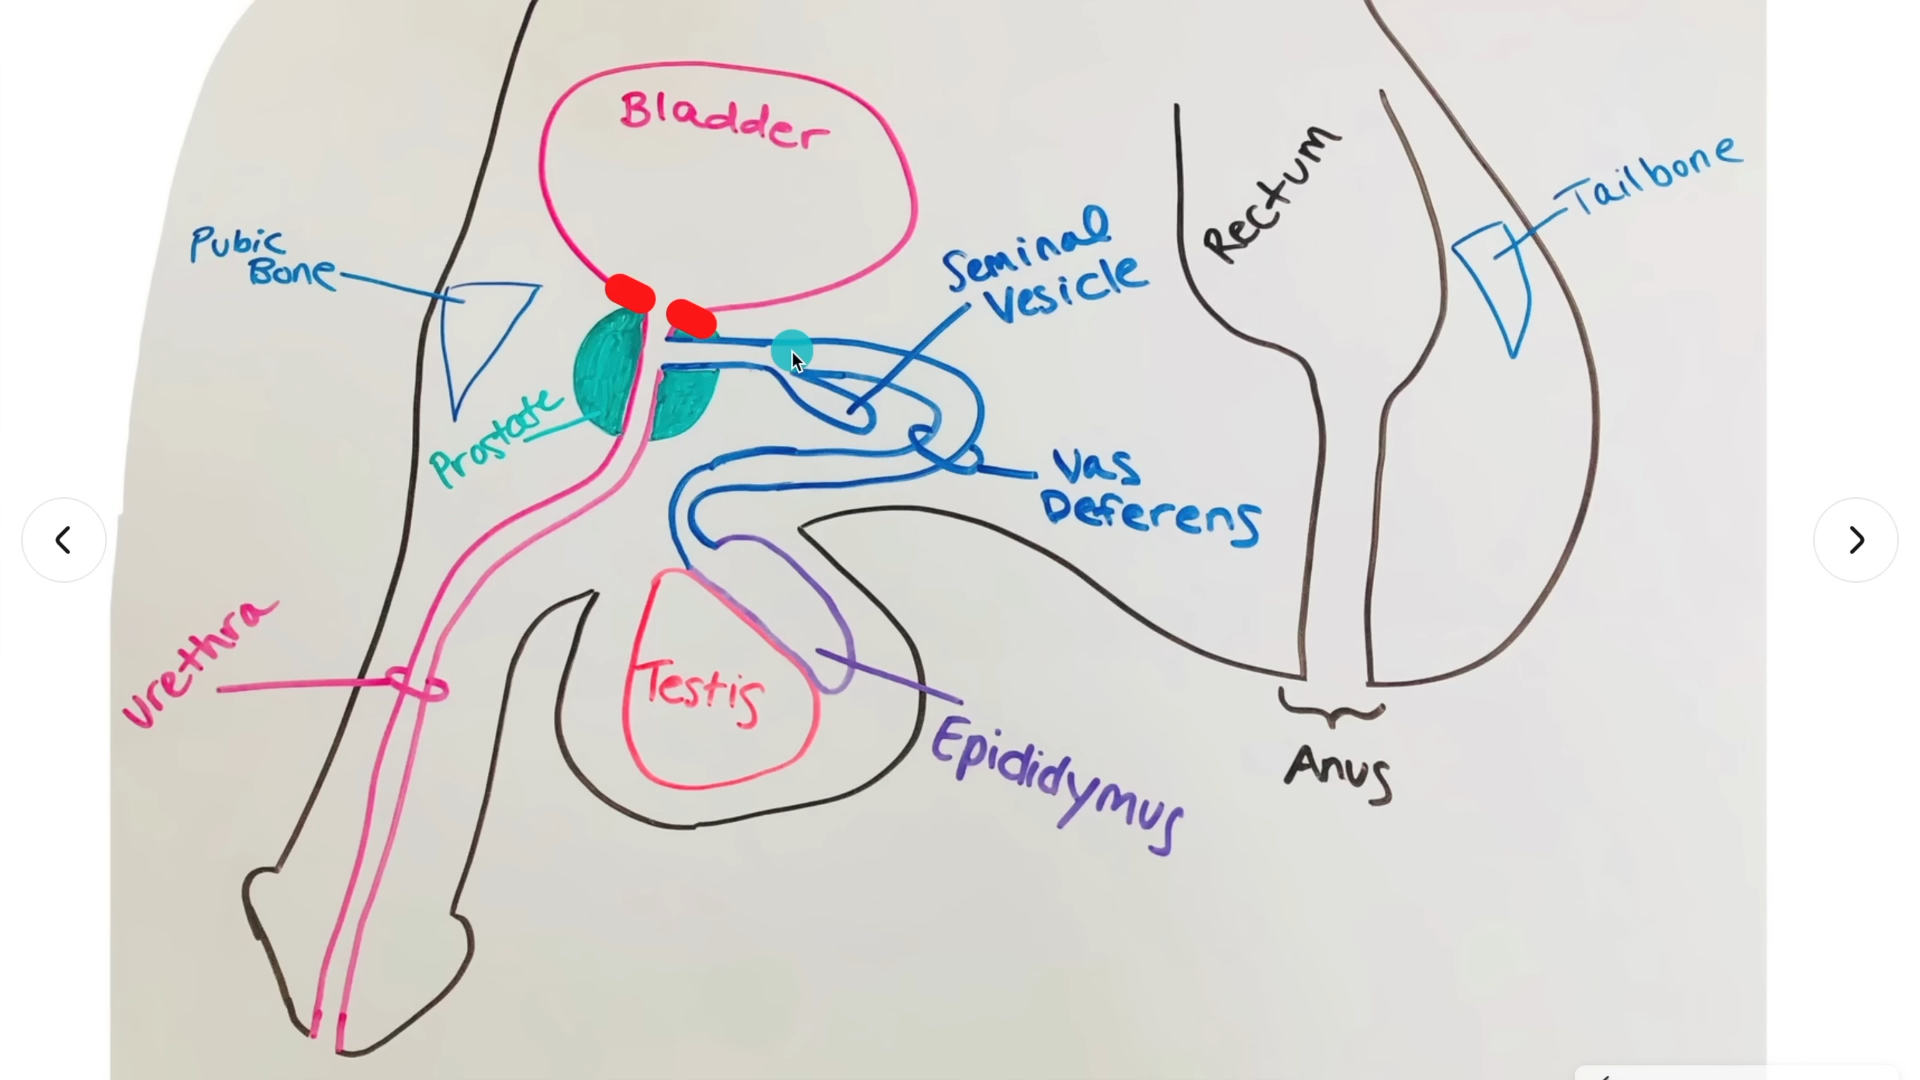 Bladder
Pubic
Bone
Seminal
Vesicle
Rectum
Tailbone
Prostate
Vas
Deferens
Urethra
Testis
Epididymus
Anus